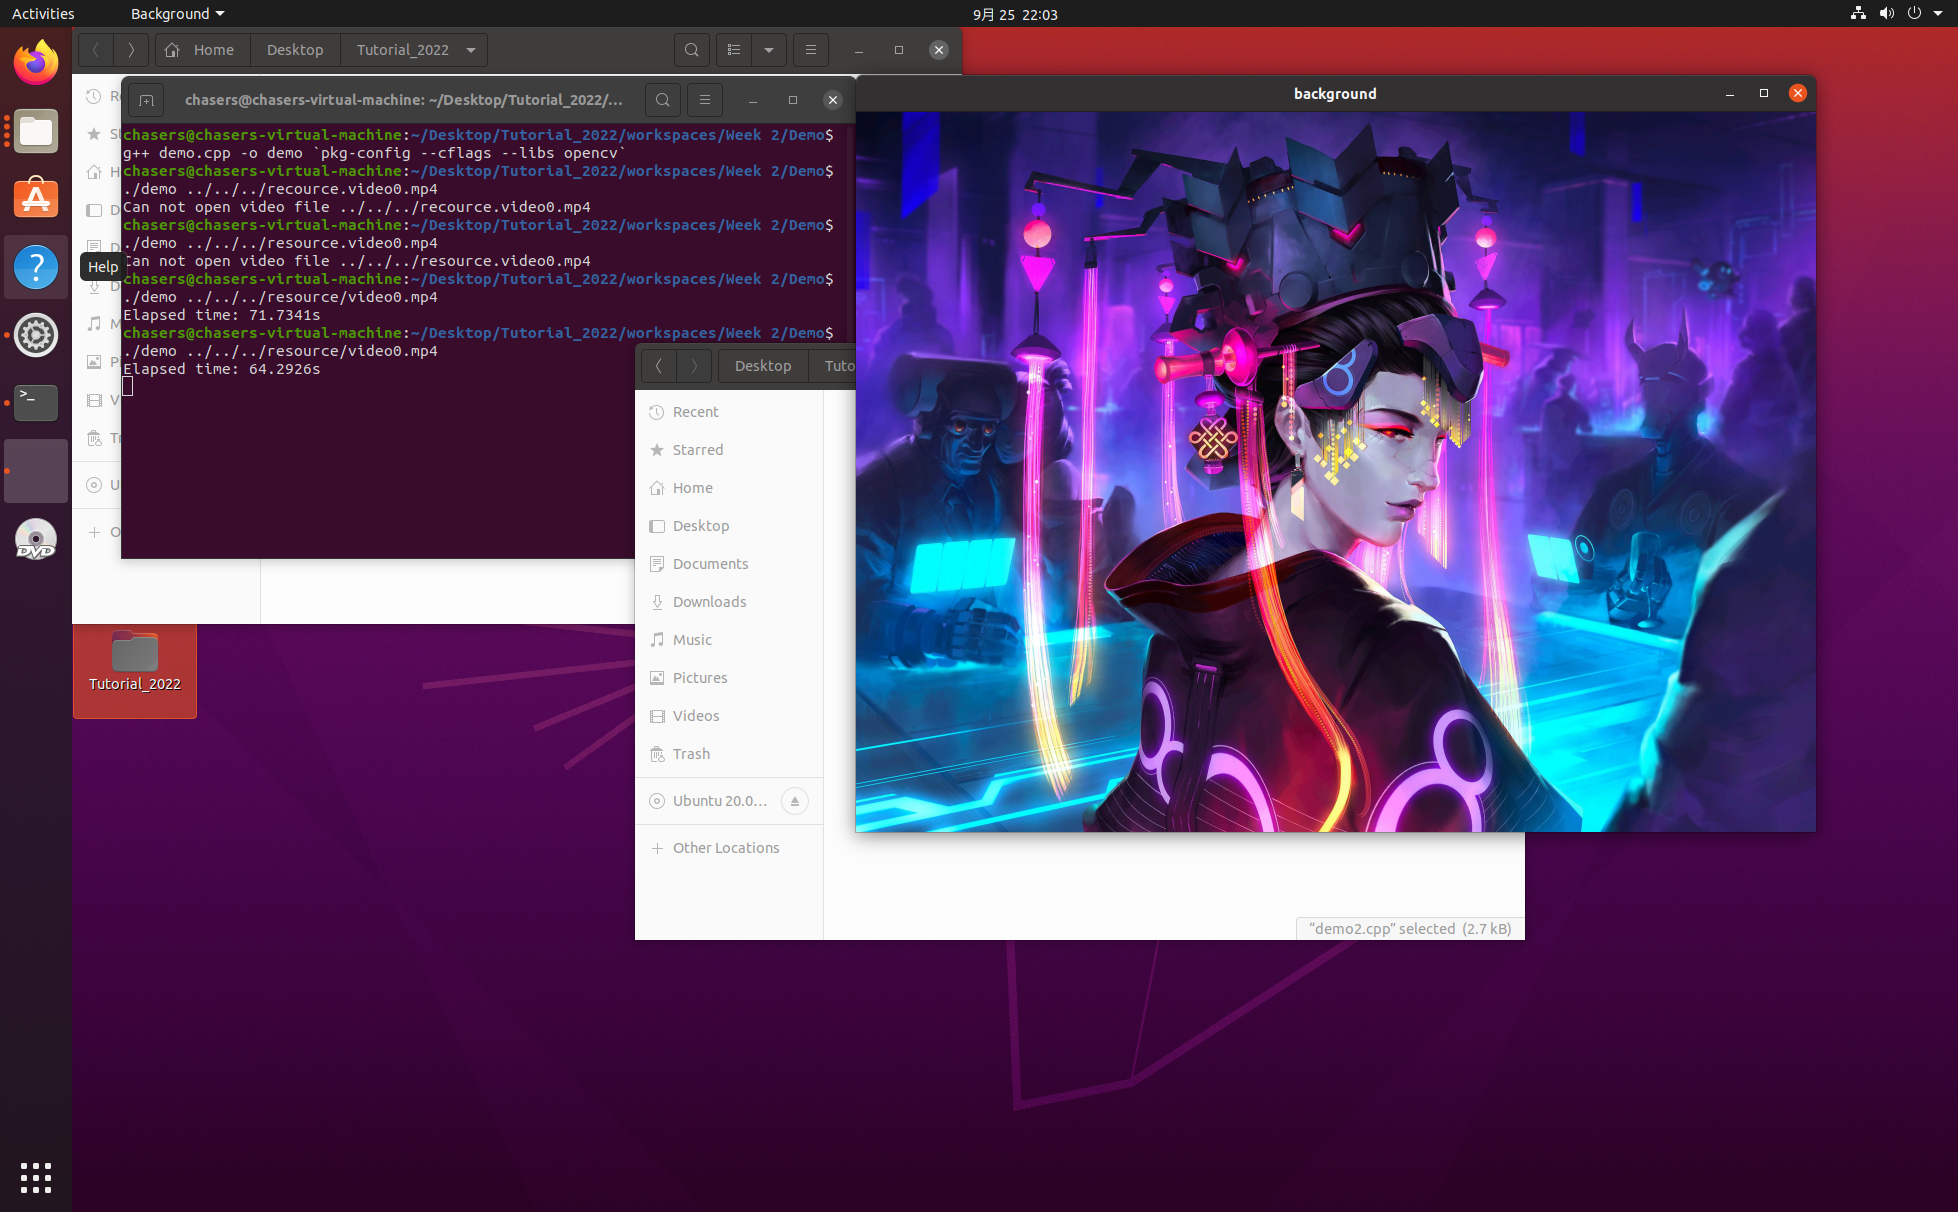 Activities
Background
9月 25 22:03
Home
Desktop
Tutorial_2022
chasers@chasers-virtual-machine: ~/Desktop/Tutorial_2022/...
chasers@chasers-virtual-machine:~/Desktop/Tutorial_2022/workspaces/Week 2/Demo$
g++ demo.cpp -o demo `pkg-config --cflags --libs opencv`
chasers@chasers-virtual-machine:~/Desktop/Tutorial_2022/workspaces/Week 2/Demo$
./demo ../../../recource.video0.mp4
Can not open video file ../../../recource.video0.mp4
chasers@chasers-virtual-machine:~/Desktop/Tutorial_2022/workspaces/Week 2/Demo$
./demo ../../../resource.video0.mp4
Can not open video file ../../../resource.video0.mp4
chasers@chasers-virtual-machine:~/Desktop/Tutorial_2022/workspaces/Week 2/Demo$
./demo ../../../resource/video0.mp4
Elapsed time: 71.7341s
chasers@chasers-virtual-machine:~/Desktop/Tutorial_2022/workspaces/Week 2/Demo$
./demo ../../../resource/video0.mp4
Elapsed time: 64.2926s
Help
background
Desktop
Tuto
Recent
Starred
Home
Desktop
Documents
Downloads
Music
Pictures
Videos
Trash
Ubuntu 20.0...
Other Locations
"demo2.cpp" selected (2.7 kB)
Tutorial_2022
DVD